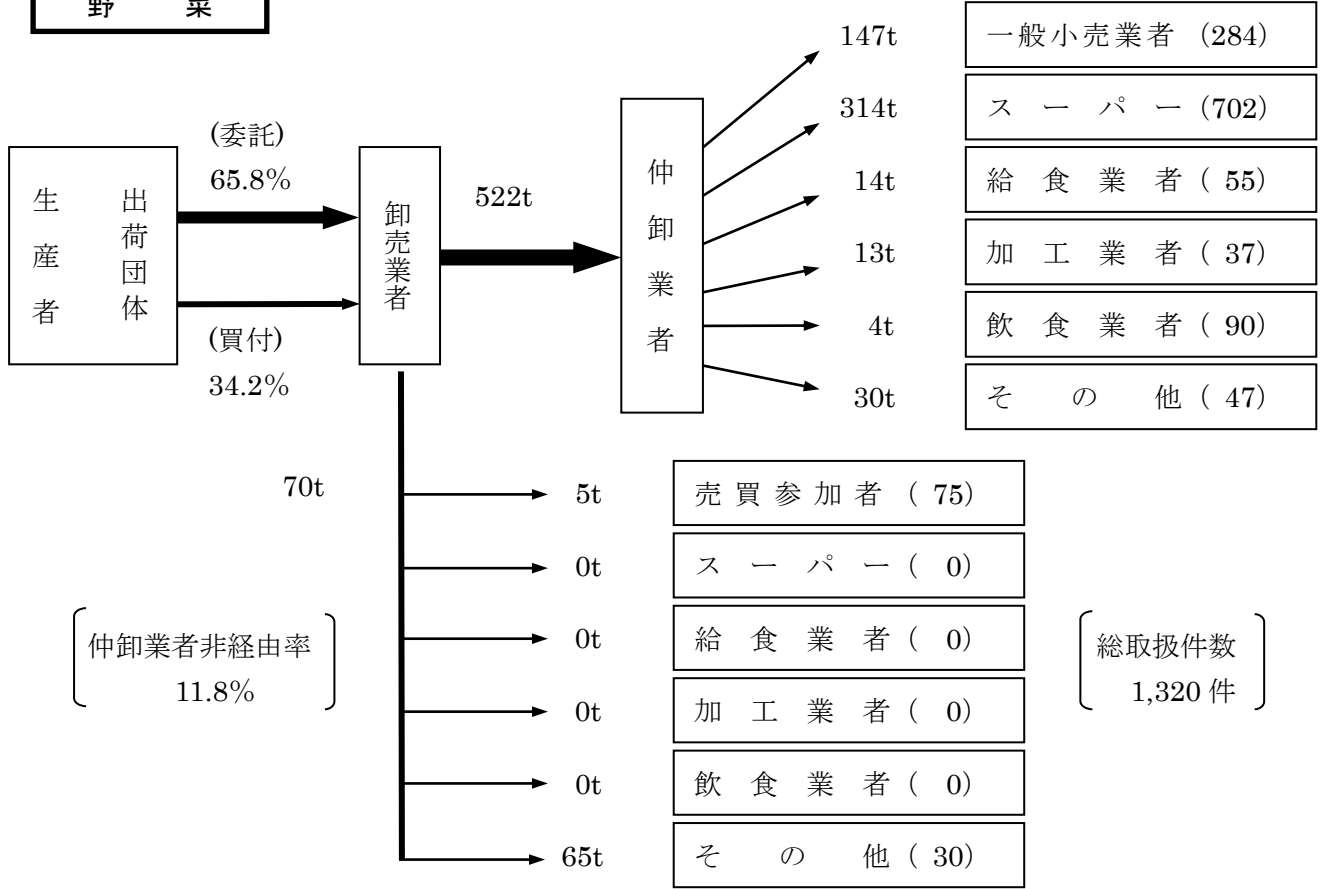 野 菜
生産者
出荷団体
(委託)
65.8%
(買付)
34.2%
卸売業者
522t
仲卸業者
147t 一般小売業者 (284)
314t スーパー (702)
14t 給食業者 ( 55)
13t 加工業者 ( 37)
4t 飲食業者 ( 90)
30t その他 ( 47)
70t
5t 売買参加者 ( 75)
0t スーパー ( 0)
0t 給食業者 ( 0)
0t 加工業者 ( 0)
0t 飲食業者 ( 0)
65t その他 ( 30)
仲卸業者非経由率
11.8%
総取扱件数
1,320 件